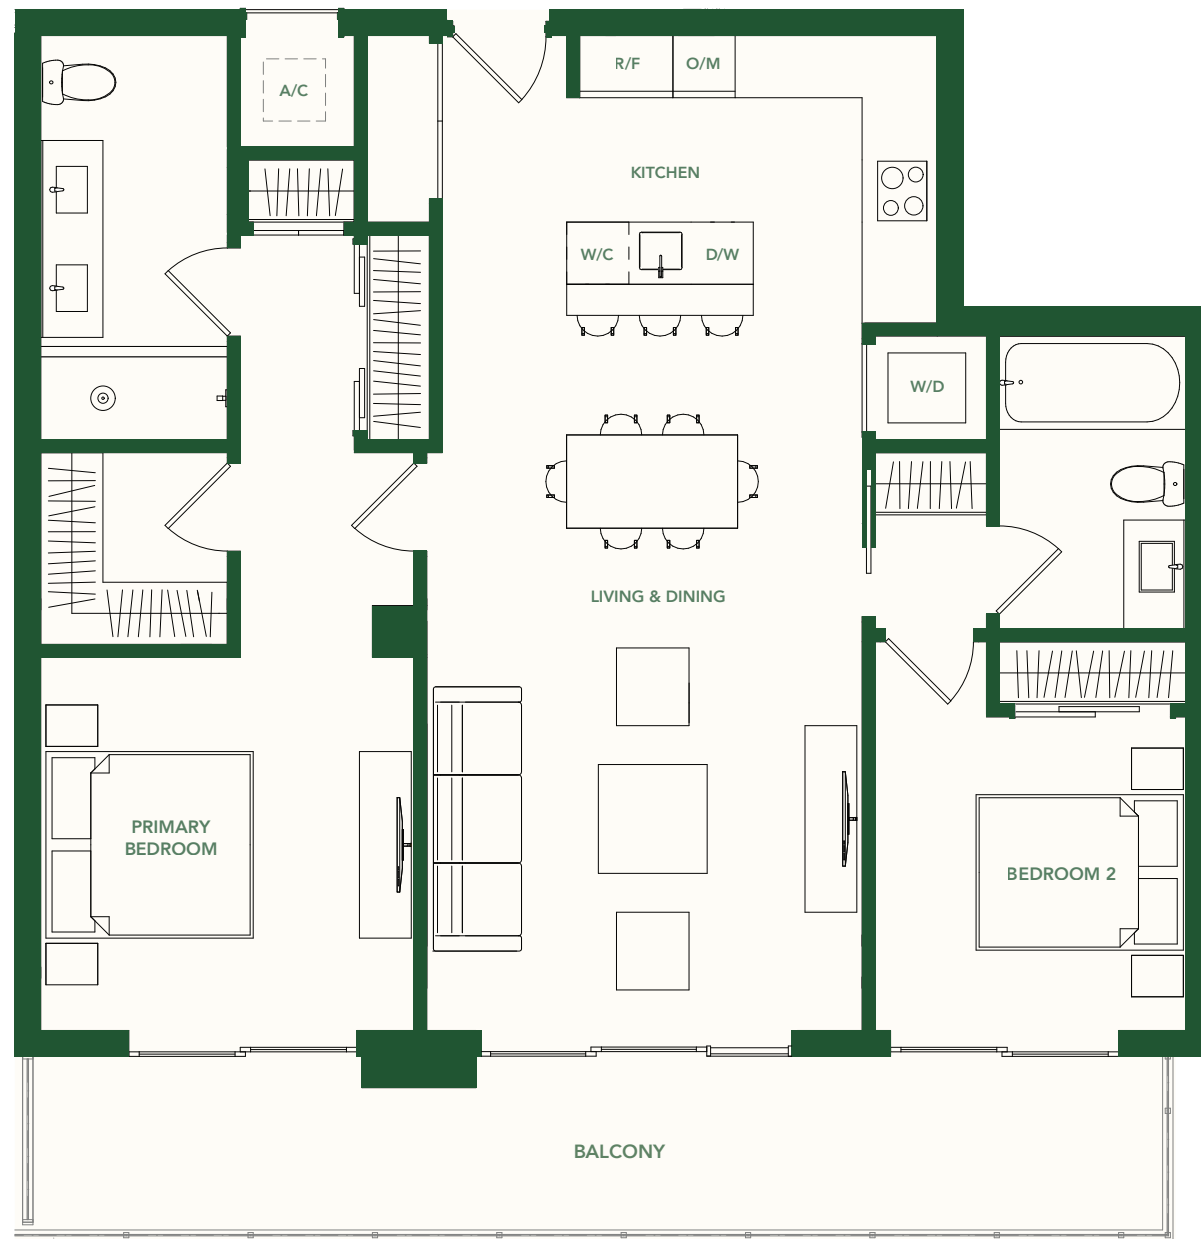 R/F
O/M
A/C
KITCHEN
W/C
D/W
W/D
LIVING & DINING
PRIMARY
BEDROOM
BEDROOM 2
BALCONY